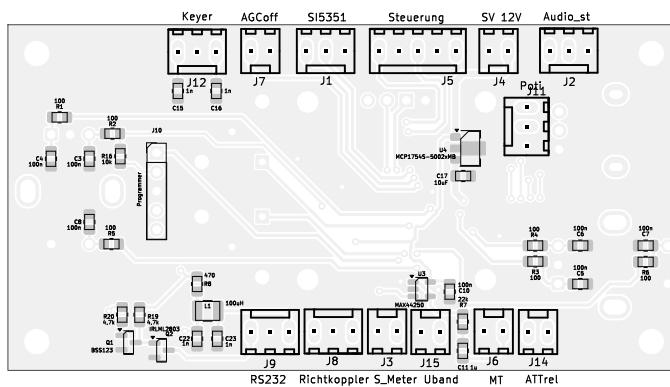 Keyer AGCoff SI5351 Steuerung SV 12V Audio_st
J12 J7 J1 J5 J4 J2
Poti
J11
1n 1n
C15 C16
100
R1
100
R2
J10
C4
100n
C3
100n
R16
10k
U4
MCP1754S-5002xMB
C17
10uF
Programmer
C8
100n
100
R5
R4
100
100n
C6
100n
C7
R3
100
C5
100n
R6
100
470
R8
L1
100uH
U3
MAX44250
100n
C10
22k
R7
R20
4.7k
R19
4.7k
Q1
BSS123
IRLML2803
Q2
C22
1n
C23
1n
C11 1u
J9 J8 J3 J15 J6 J14
RS232 Richtkoppler S_Meter Uband MT ATTrel